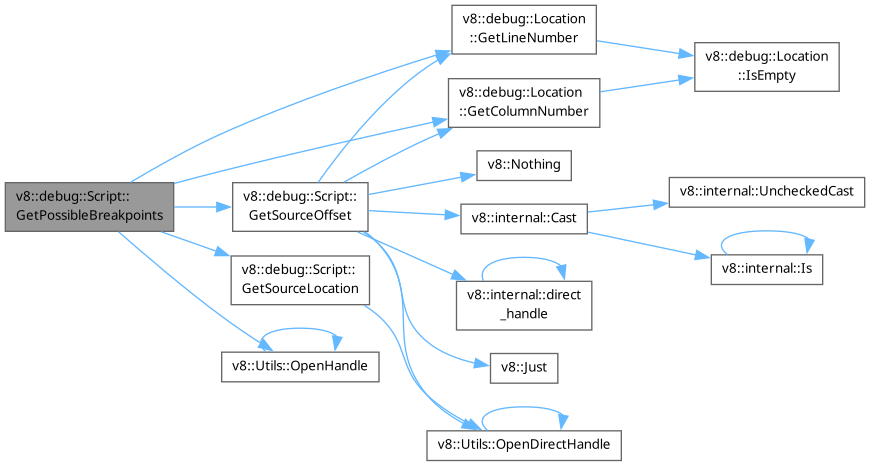 v8::debug::Script::
GetPossibleBreakpoints
v8::debug::Location
::GetLineNumber
v8::debug::Location
::IsEmpty
v8::debug::Location
::GetColumnNumber
v8::debug::Script::
GetSourceOffset
v8::Nothing
v8::internal::Cast
v8::internal::UncheckedCast
v8::internal::Is
v8::debug::Script::
GetSourceLocation
v8::internal::direct
_handle
v8::Utils::OpenHandle
v8::Just
v8::Utils::OpenDirectHandle